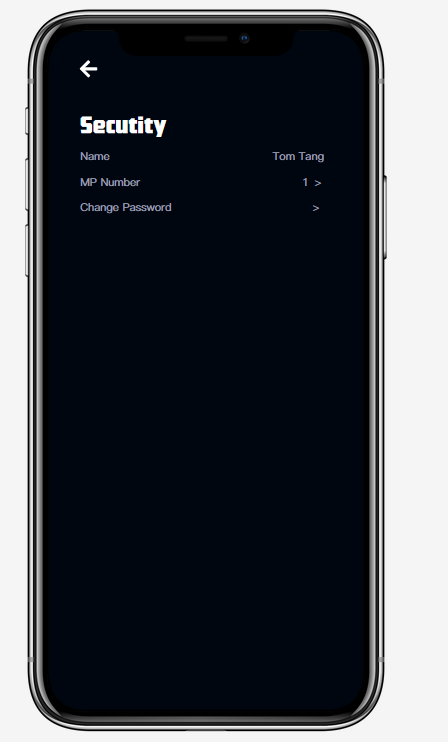 Secutity
Name Tom Tang
MP Number 1 >
Change Password >